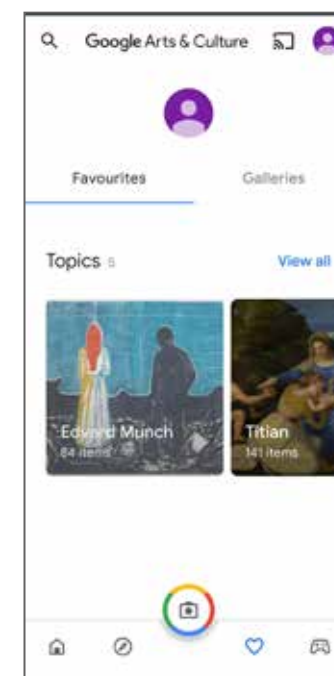 Google Arts & Culture
Favourites Galleries
Topics 5 View all
Edvard Munch
84 items
Titian
141 items